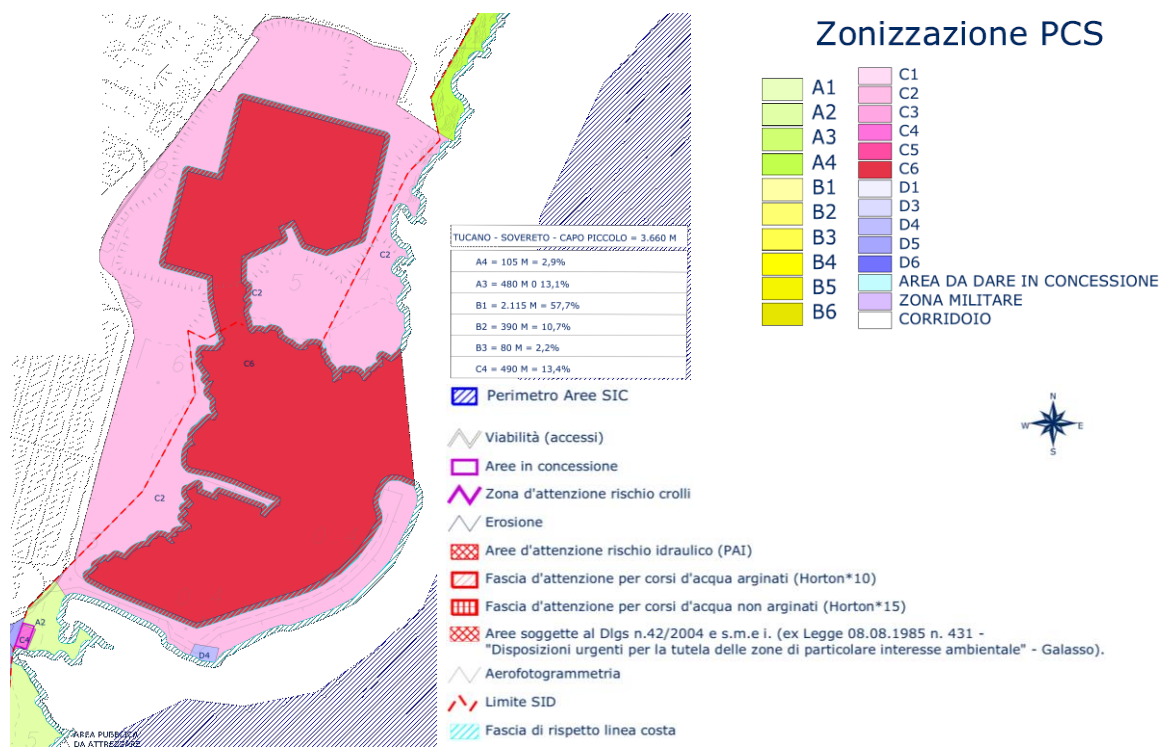 Zonizzazione PCS
A1
A2
A3
A4
B1
B2
B3
B4
B5
B6
C1
C2
C3
C4
C5
C6
D1
D3
D4
D5
D6
AREA DA DARE IN CONCESSIONE
ZONA MILITARE
CORRIDOIO
TUCANO - SOVERETO - CAPO PICCOLO = 3.660 M
A4 = 105 M = 2,9%
A3 = 480 M 0 13,1%
B1 = 2.115 M = 57,7%
B2 = 390 M = 10,7%
B3 = 80 M = 2,2%
C4 = 490 M = 13,4%
Perimetro Aree SIC
Viabilità (accessi)
Aree in concessione
Zona d'attenzione rischio crolli
Erosione
Aree d'attenzione rischio idraulico (PAI)
Fascia d'attenzione per corsi d'acqua arginati (Horton*10)
Fascia d'attenzione per corsi d'acqua non arginati (Horton*15)
Aree soggette al Dlgs n.42/2004 e s.m.e i. (ex Legge 08.08.1985 n. 431 -
"Disposizioni urgenti per la tutela delle zone di particolare interesse ambientale" - Galasso).
Aerofotogrammetria
Limite SID
Fascia di rispetto linea costa
N
W E
S
C2
5
4
C2
6
C6
C2
A2
C4
D4
5
AREA PUBBLICA
DA ATTREZZARE